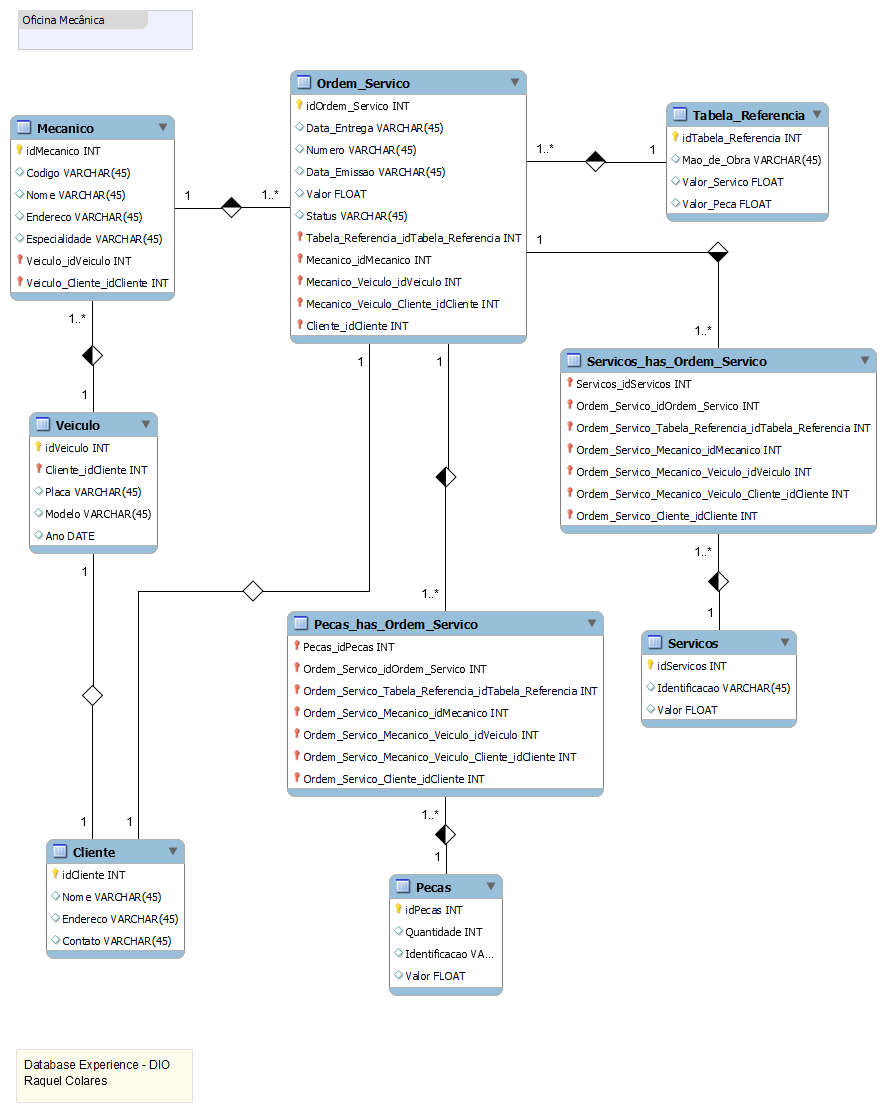 Oficina Mecânica
Mecanico
idMecanico INT
Codigo VARCHAR(45)
Nome VARCHAR(45)
Endereco VARCHAR(45)
Especialidade VARCHAR(45)
Veiculo_idVeiculo INT
Veiculo_Cliente_idCliente INT
Ordem_Servico
idOrdem_Servico INT
Data_Entrega VARCHAR(45)
Numero VARCHAR(45)
Data_Emissao VARCHAR(45)
Valor FLOAT
Status VARCHAR(45)
Tabela_Referencia_idTabela_Referencia INT
Mecanico_idMecanico INT
Mecanico_Veiculo_idVeiculo INT
Mecanico_Veiculo_Cliente_idCliente INT
Cliente_idCliente INT
Tabela_Referencia
idTabela_Referencia INT
Mao_de_Obra VARCHAR(45)
Valor_Servico FLOAT
Valor_Peca FLOAT
1
1..*
1..*
1
1
1..*
1..*
1
1
1..*
1
1
Veiculo
idVeiculo INT
Cliente_idCliente INT
Placa VARCHAR(45)
Modelo VARCHAR(45)
Ano DATE
Servicos_has_Ordem_Servico
Servicos_idServicos INT
Ordem_Servico_idOrdem_Servico INT
Ordem_Servico_Tabela_Referencia_idTabela_Referencia INT
Ordem_Servico_Mecanico_idMecanico INT
Ordem_Servico_Mecanico_Veiculo_idVeiculo INT
Ordem_Servico_Mecanico_Veiculo_Cliente_idCliente INT
Ordem_Servico_Cliente_idCliente INT
1..*
1
Servicos
idServicos INT
Identificacao VARCHAR(45)
Valor FLOAT
Pecas_has_Ordem_Servico
Pecas_idPecas INT
Ordem_Servico_idOrdem_Servico INT
Ordem_Servico_Tabela_Referencia_idTabela_Referencia INT
Ordem_Servico_Mecanico_idMecanico INT
Ordem_Servico_Mecanico_Veiculo_idVeiculo INT
Ordem_Servico_Mecanico_Veiculo_Cliente_idCliente INT
Ordem_Servico_Cliente_idCliente INT
1
1
1..*
1
Cliente
idCliente INT
Nome VARCHAR(45)
Endereco VARCHAR(45)
Contato VARCHAR(45)
Pecas
idPecas INT
Quantidade INT
Identificacao VA...
Valor FLOAT
Database Experience - DIO
Raquel Colares